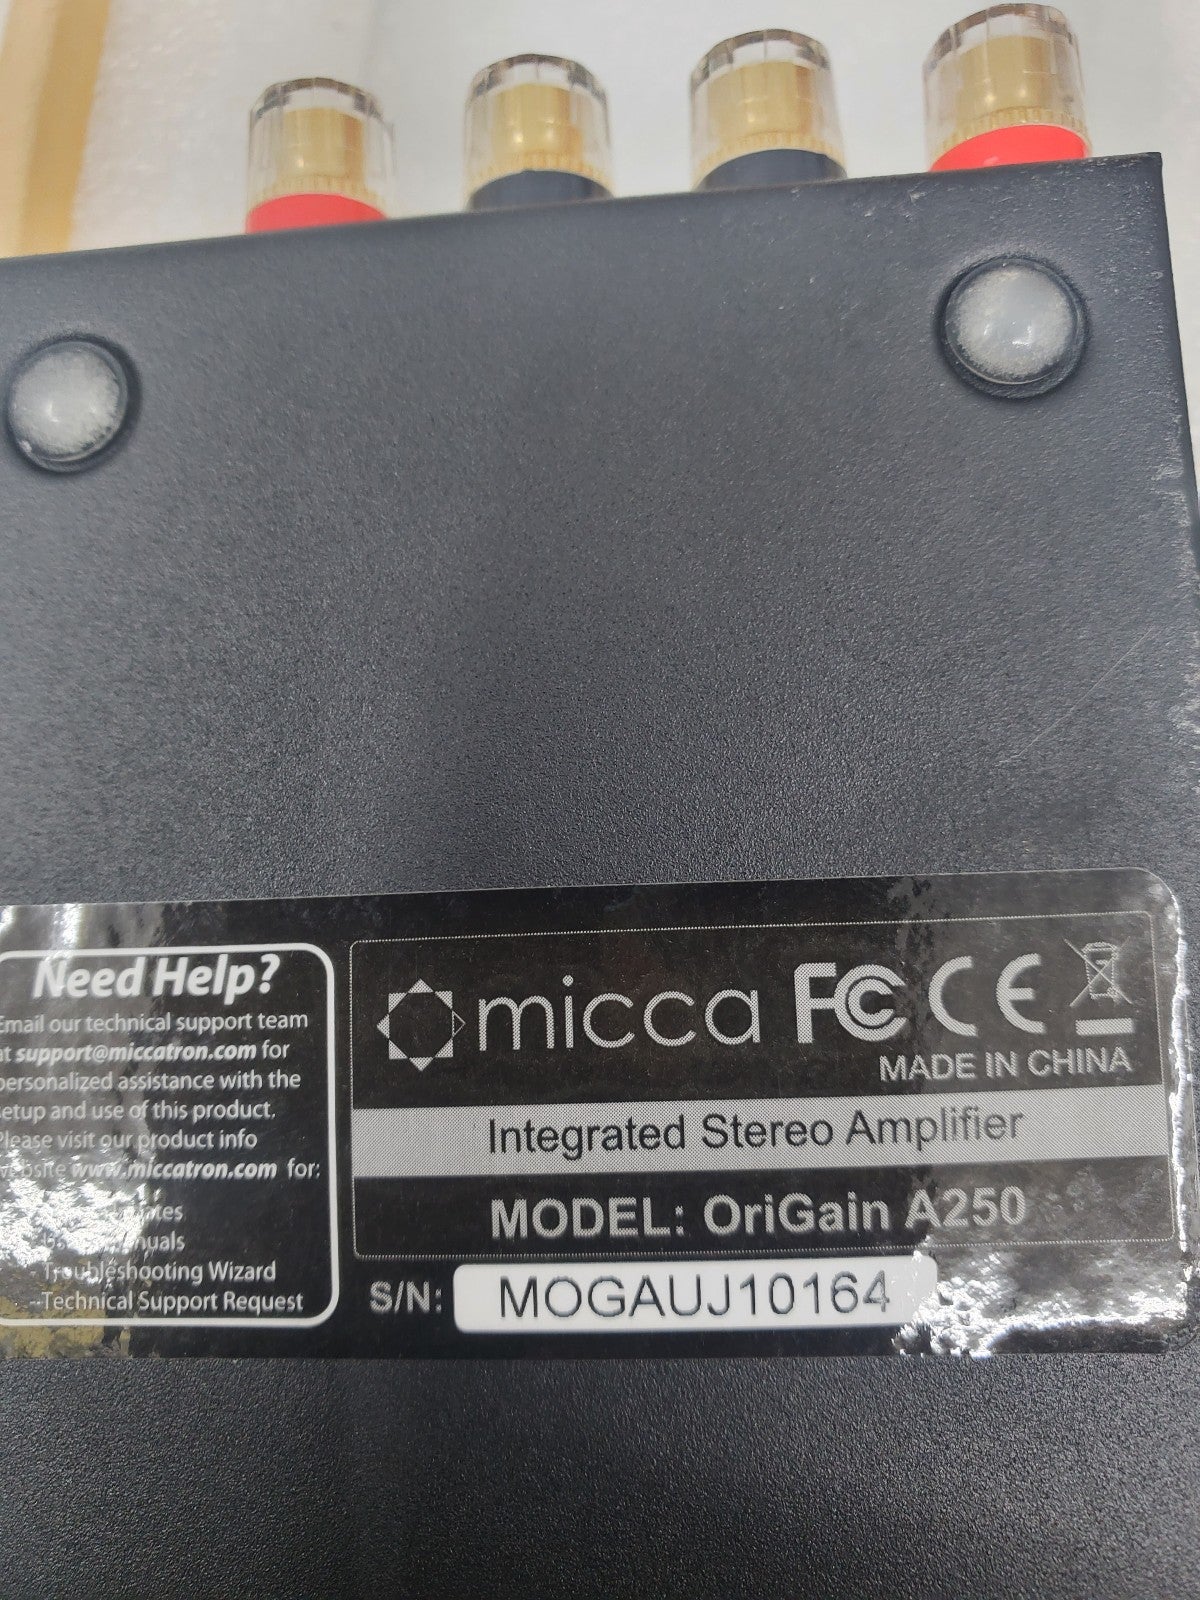 Need Help?
Email our technical support team
at support@miccatron.com for
personalized assistance with the
setup and use of this product.
Please visit our product info
website www.miccatron.com for:
Troubleshooting Wizard
-Technical Support Request
micca FC CE
MADE IN CHINA
Integrated Stereo Amplifier
MODEL: OriGain A250
S/N: MOGAUJ10164